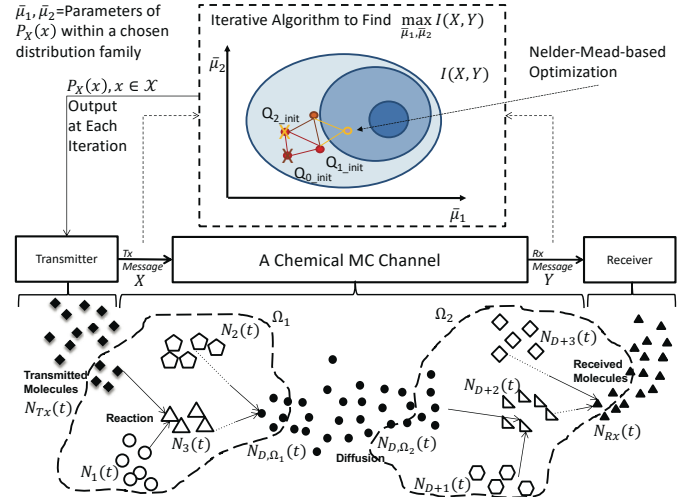 μ̄₁, μ̄₂=Parameters of
P_X(x) within a chosen
distribution family
P_X(x), x ∈ 𝒳
Output
at Each
Iteration
Iterative Algorithm to Find max I(X, Y)
μ̄₁,μ̄₂
μ̄₂
I(X, Y)
Q2_init
Q1_init
Q0_init
μ̄₁
Nelder-Mead-based
Optimization
Transmitter
Tx
Message
X
A Chemical MC Channel
Rx
Message
Y
Receiver
Transmitted
Molecules
N_Tx(t)
Reaction
N₁(t)
N₂(t)
N₃(t)
Ω₁
N_D,Ω₁(t)
Diffusion
N_D,Ω₂(t)
Ω₂
N_D+3(t)
N_D+2(t)
N_D+1(t)
Received
Molecules
N_Rx(t)